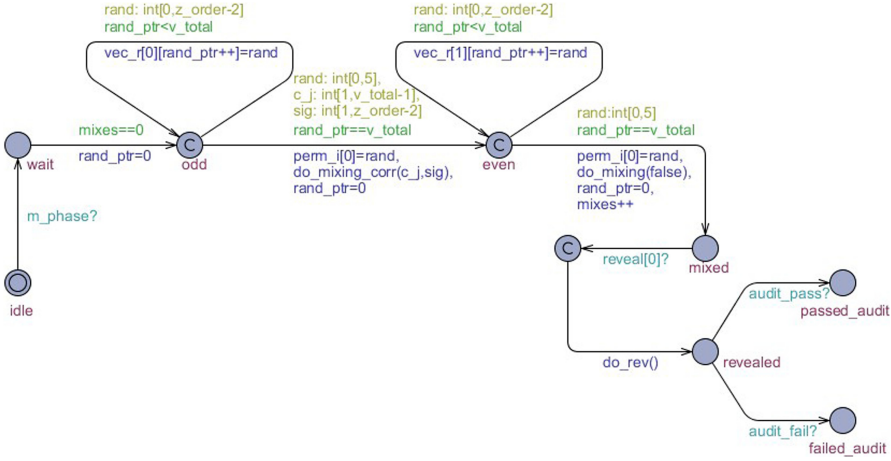 rand: int[0,z_order-2]
rand_ptr<v_total
vec_r[0][rand_ptr++]=rand
rand: int[0,z_order-2]
rand_ptr<v_total
vec_r[1][rand_ptr++]=rand
mixes==0
rand_ptr=0
wait
C
odd
rand: int[0,5],
c_j: int[1,v_total-1],
sig: int[1,z_order-2]
rand_ptr==v_total
perm_i[0]=rand,
do_mixing_corr(c_j,sig),
rand_ptr=0
C
even
rand:int[0,5]
rand_ptr==v_total
perm_i[0]=rand,
do_mixing(false),
rand_ptr=0,
mixes++
m_phase?
idle
C
reveal[0]?
mixed
do_rev()
revealed
audit_pass?
passed_audit
audit_fail?
failed_audit